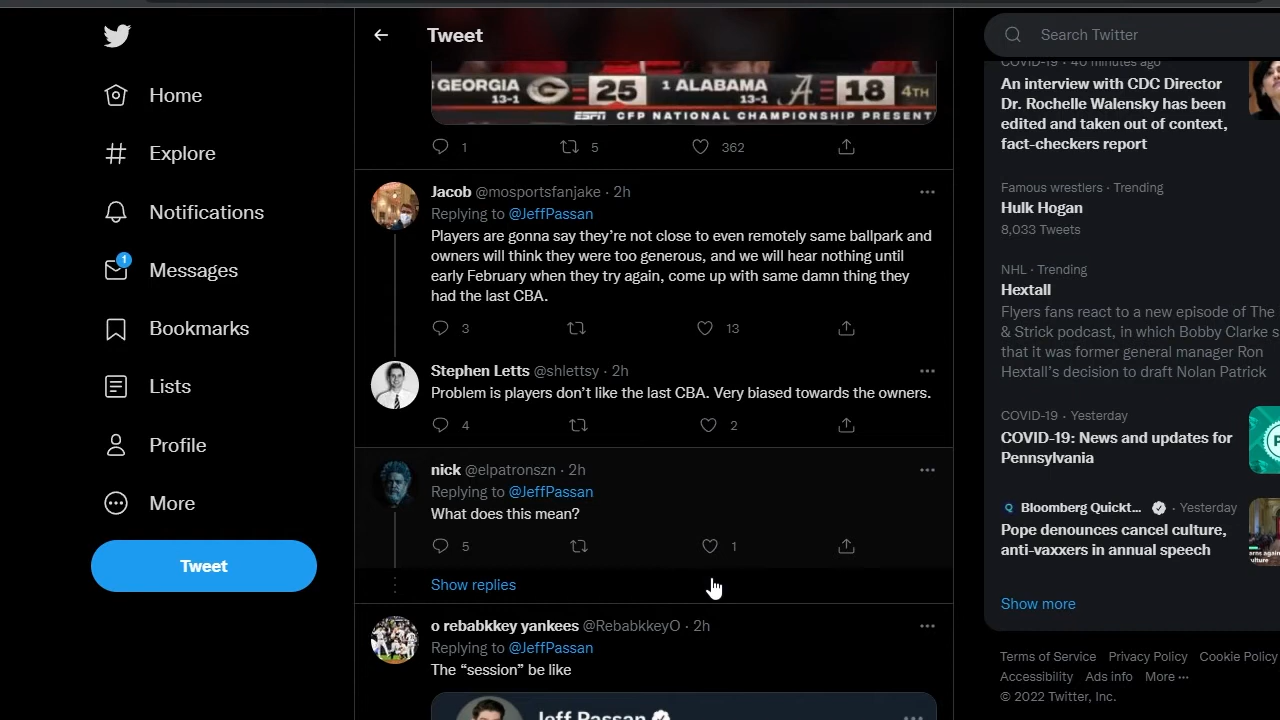 Home
Explore
Notifications
1
Messages
Bookmarks
Lists
Profile
More
Tweet
Tweet
GEORGIA 13-1 G 25 1 ALABAMA 13-1 A 18 4TH
ESPN CFP NATIONAL CHAMPIONSHIP PRESENT
1 5 362
Jacob @mosportsfanjake · 2h
Replying to @JeffPassan
Players are gonna say they're not close to even remotely same ballpark and
owners will think they were too generous, and we will hear nothing until
early February when they try again, come up with same damn thing they
had the last CBA.
3 13
Stephen Letts @shlettsy · 2h
Problem is players don't like the last CBA. Very biased towards the owners.
4 2
nick @elpatronszn · 2h
Replying to @JeffPassan
What does this mean?
5 1
Show replies
o rebabkkey yankees @RebabkkeyO · 2h
Replying to @JeffPassan
The “session” be like
Jeff Passan
Search Twitter
COVID-19 · 40 minutes ago
An interview with CDC Director
Dr. Rochelle Walensky has been
edited and taken out of context,
fact-checkers report
Famous wrestlers · Trending
Hulk Hogan
8,033 Tweets
NHL · Trending
Hextall
Flyers fans react to a new episode of The
& Strick podcast, in which Bobby Clarke s
that it was former general manager Ron
Hextall's decision to draft Nolan Patrick
COVID-19 · Yesterday
COVID-19: News and updates for
Pennsylvania
Bloomberg Quickt... · Yesterday
Pope denounces cancel culture,
anti-vaxxers in annual speech
Show more
Terms of Service Privacy Policy Cookie Policy
Accessibility Ads info More ···
© 2022 Twitter, Inc.